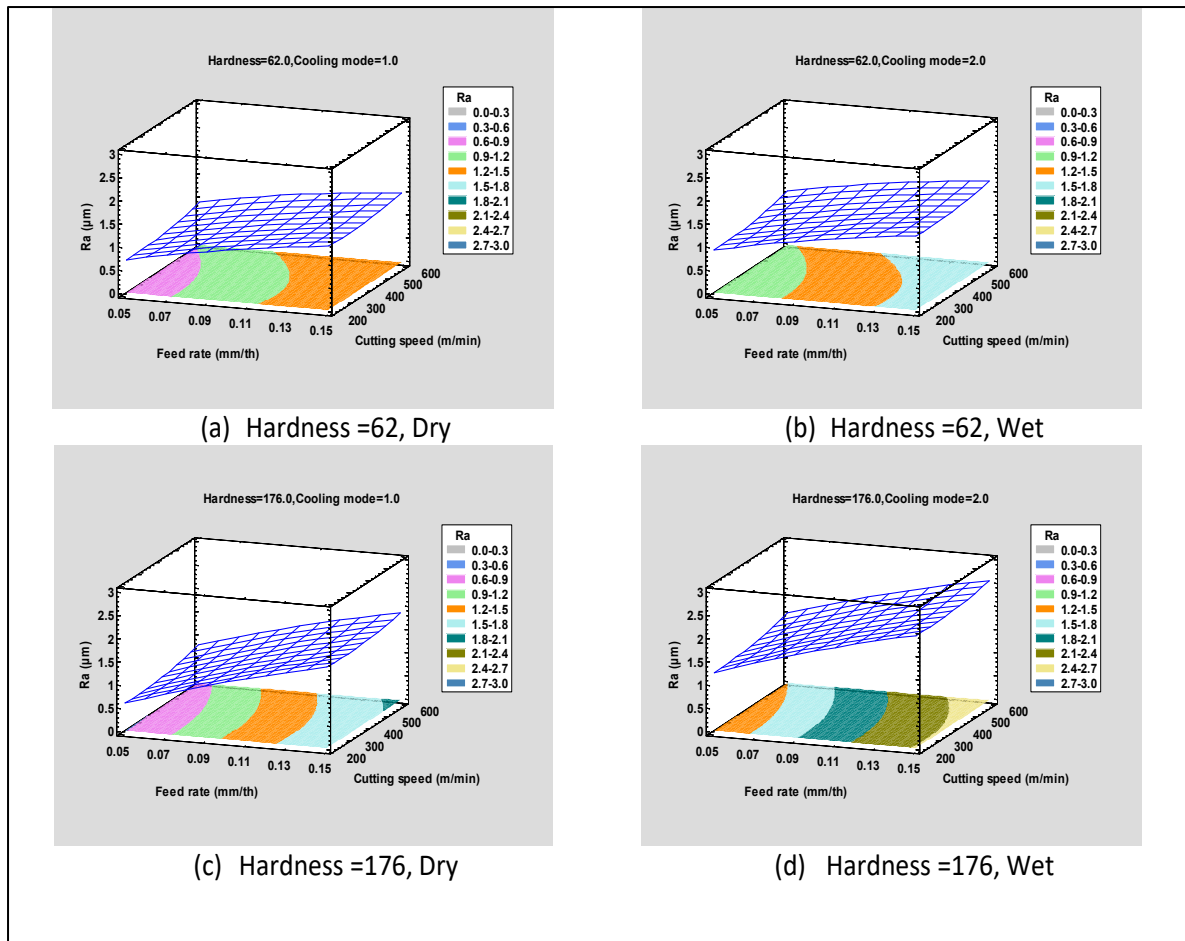 Hardness=62.0,Cooling mode=1.0
Ra
0.0-0.3
0.3-0.6
0.6-0.9
0.9-1.2
1.2-1.5
1.5-1.8
1.8-2.1
2.1-2.4
2.4-2.7
2.7-3.0
3
2.5
2
1.5
1
0.5
0
Ra (µm)
0.05 0.07 0.09 0.11 0.13 0.15
Feed rate (mm/th)
200 300 400 500 600
Cutting speed (m/min)
(a) Hardness =62, Dry
Hardness=62.0,Cooling mode=2.0
Ra
0.0-0.3
0.3-0.6
0.6-0.9
0.9-1.2
1.2-1.5
1.5-1.8
1.8-2.1
2.1-2.4
2.4-2.7
2.7-3.0
3
2.5
2
1.5
1
0.5
0
Ra (µm)
0.05 0.07 0.09 0.11 0.13 0.15
Feed rate (mm/th)
200 300 400 500 600
Cutting speed (m/min)
(b) Hardness =62, Wet
Hardness=176.0,Cooling mode=1.0
Ra
0.0-0.3
0.3-0.6
0.6-0.9
0.9-1.2
1.2-1.5
1.5-1.8
1.8-2.1
2.1-2.4
2.4-2.7
2.7-3.0
3
2.5
2
1.5
1
0.5
0
Ra (µm)
0.05 0.07 0.09 0.11 0.13 0.15
Feed rate (mm/th)
200 300 400 500 600
Cutting speed (m/min)
(c) Hardness =176, Dry
Hardness=176.0,Cooling mode=2.0
Ra
0.0-0.3
0.3-0.6
0.6-0.9
0.9-1.2
1.2-1.5
1.5-1.8
1.8-2.1
2.1-2.4
2.4-2.7
2.7-3.0
3
2.5
2
1.5
1
0.5
0
Ra (µm)
0.05 0.07 0.09 0.11 0.13 0.15
Feed rate (mm/th)
200 300 400 500 600
Cutting speed (m/min)
(d) Hardness =176, Wet